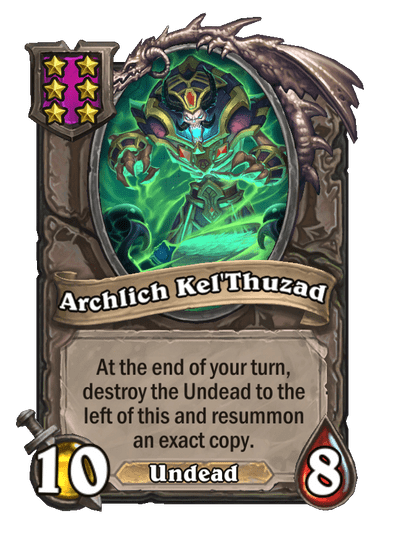 Archlich Kel'Thuzad
At the end of your turn,
destroy the Undead to the
left of this and resummon
an exact copy.
10
Undead
8